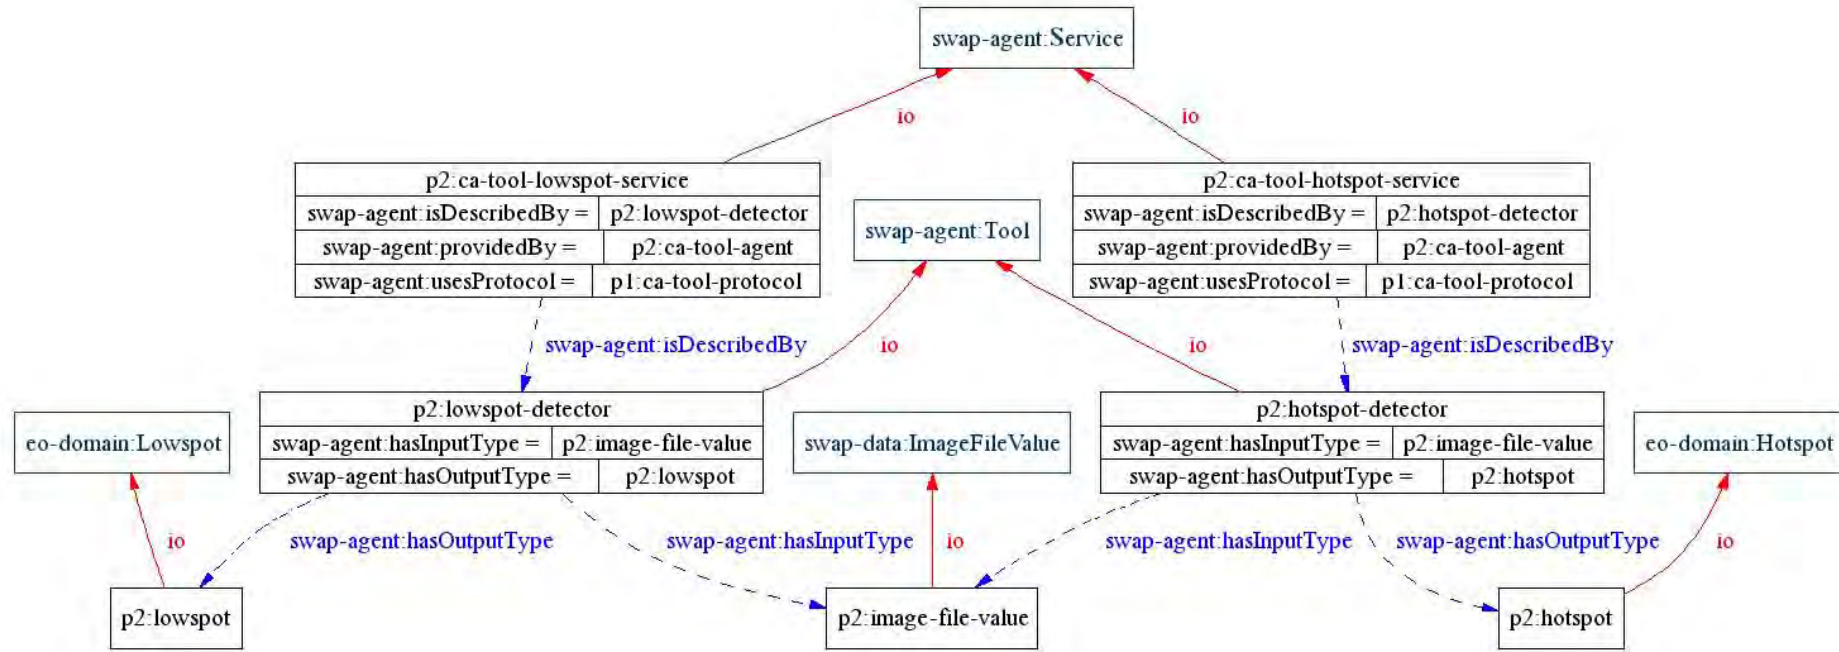 swap-agent:Service
io
io
p2:ca-tool-lowspot-service
swap-agent:isDescribedBy = p2:lowspot-detector
swap-agent:providedBy = p2:ca-tool-agent
swap-agent:usesProtocol = p1:ca-tool-protocol
swap-agent:Tool
p2:ca-tool-hotspot-service
swap-agent:isDescribedBy = p2:hotspot-detector
swap-agent:providedBy = p2:ca-tool-agent
swap-agent:usesProtocol = p1:ca-tool-protocol
swap-agent:isDescribedBy
io
io
swap-agent:isDescribedBy
eo-domain:Lowspot
p2:lowspot-detector
swap-agent:hasInputType = p2:image-file-value
swap-agent:hasOutputType = p2:lowspot
swap-data:ImageFileValue
p2:hotspot-detector
swap-agent:hasInputType = p2:image-file-value
swap-agent:hasOutputType = p2:hotspot
eo-domain:Hotspot
io
swap-agent:hasOutputType
swap-agent:hasInputType
io
swap-agent:hasInputType
swap-agent:hasOutputType
io
p2:lowspot
p2:image-file-value
p2:hotspot